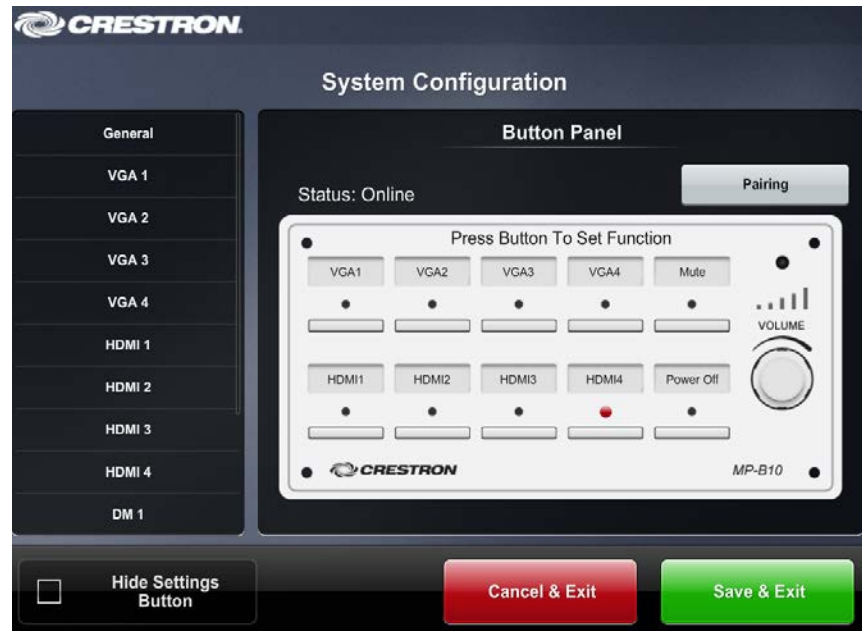 CRESTRON.
System Configuration
General
VGA 1
VGA 2
VGA 3
VGA 4
HDMI 1
HDMI 2
HDMI 3
HDMI 4
DM 1
Button Panel
Status: Online
Pairing
Press Button To Set Function
VGA1 VGA2 VGA3 VGA4 Mute
VOLUME
HDMI1 HDMI2 HDMI3 HDMI4 Power Off
CRESTRON MP-B10
Hide Settings
Button
Cancel & Exit
Save & Exit